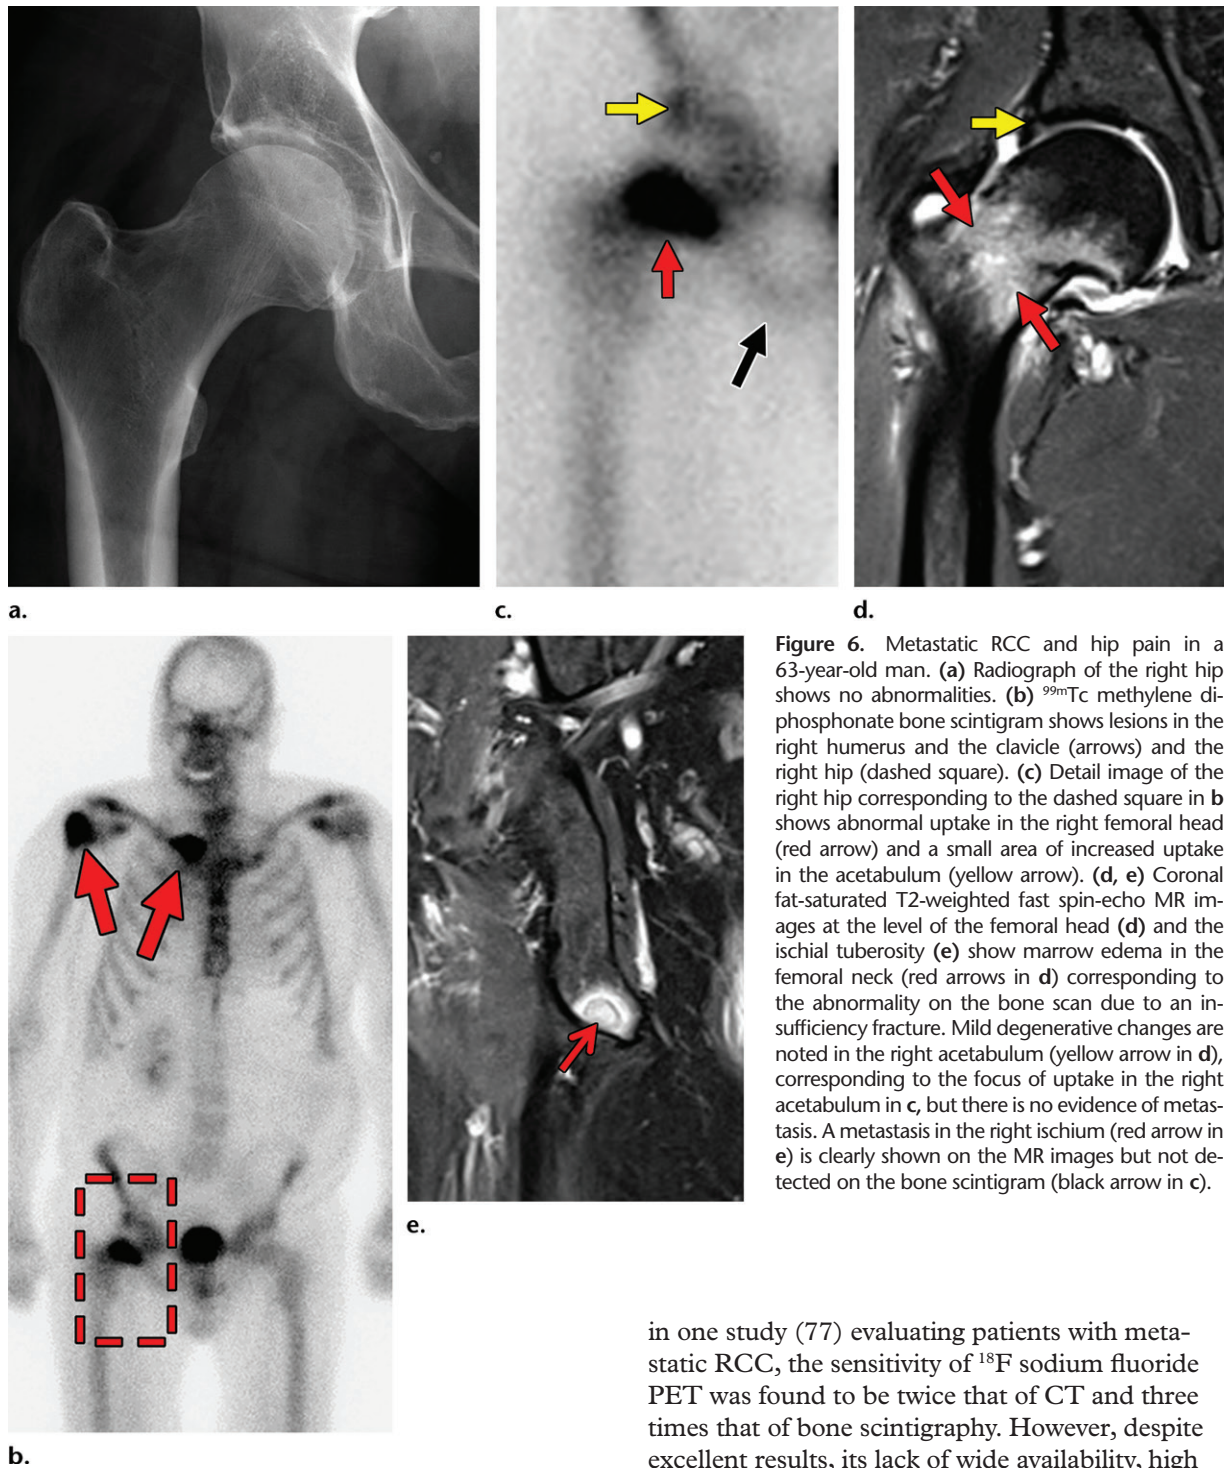 a.
c.
d.
Figure 6. Metastatic RCC and hip pain in a
63-year-old man. (a) Radiograph of the right hip
shows no abnormalities. (b) ⁹⁹ᵐTc methylene di-
phosphonate bone scintigram shows lesions in the
right humerus and the clavicle (arrows) and the
right hip (dashed square). (c) Detail image of the
right hip corresponding to the dashed square in b
shows abnormal uptake in the right femoral head
(red arrow) and a small area of increased uptake
in the acetabulum (yellow arrow). (d, e) Coronal
fat-saturated T2-weighted fast spin-echo MR im-
ages at the level of the femoral head (d) and the
ischial tuberosity (e) show marrow edema in the
femoral neck (red arrows in d) corresponding to
the abnormality on the bone scan due to an in-
sufficiency fracture. Mild degenerative changes are
noted in the right acetabulum (yellow arrow in d),
corresponding to the focus of uptake in the right
acetabulum in c, but there is no evidence of metas-
tasis. A metastasis in the right ischium (red arrow in
e) is clearly shown on the MR images but not de-
tected on the bone scintigram (black arrow in c).
e.
b.
in one study (77) evaluating patients with meta-
static RCC, the sensitivity of ¹⁸F sodium fluoride
PET was found to be twice that of CT and three
times that of bone scintigraphy. However, despite
excellent results, its lack of wide availability, high